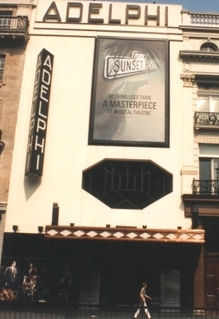 ADELPHI
ADELPHI
SUNSET
"NOTHING LESS THAN
A MASTERPIECE
OF MUSICAL THEATRE"